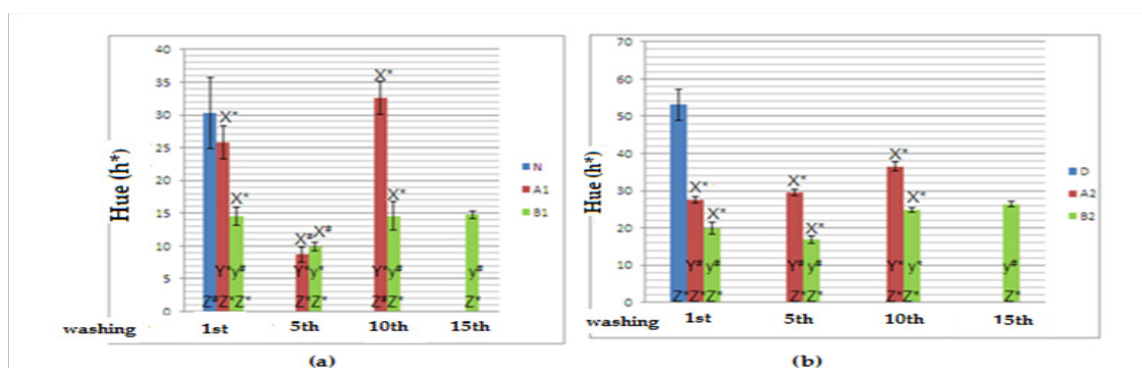 40
35
30
25
20
15
10
5
0
Hue (h*)
X*
X*
X# X#
X*
X*
Y* y#
Y* y*
Y* y#
y#
Z# Z* Z*
Z* Z*
Z# Z*
Z*
washing 1st 5th 10th 15th
N
A1
B1
(a)
70
60
50
40
30
20
10
0
Hue (h*)
X*
X*
X*
X*
X*
X*
Y# y#
Y# y#
Y* y*
y#
Z* Z* Z*
Z* Z*
Z* Z*
Z*
washing 1st 5th 10th 15th
D
A2
B2
(b)